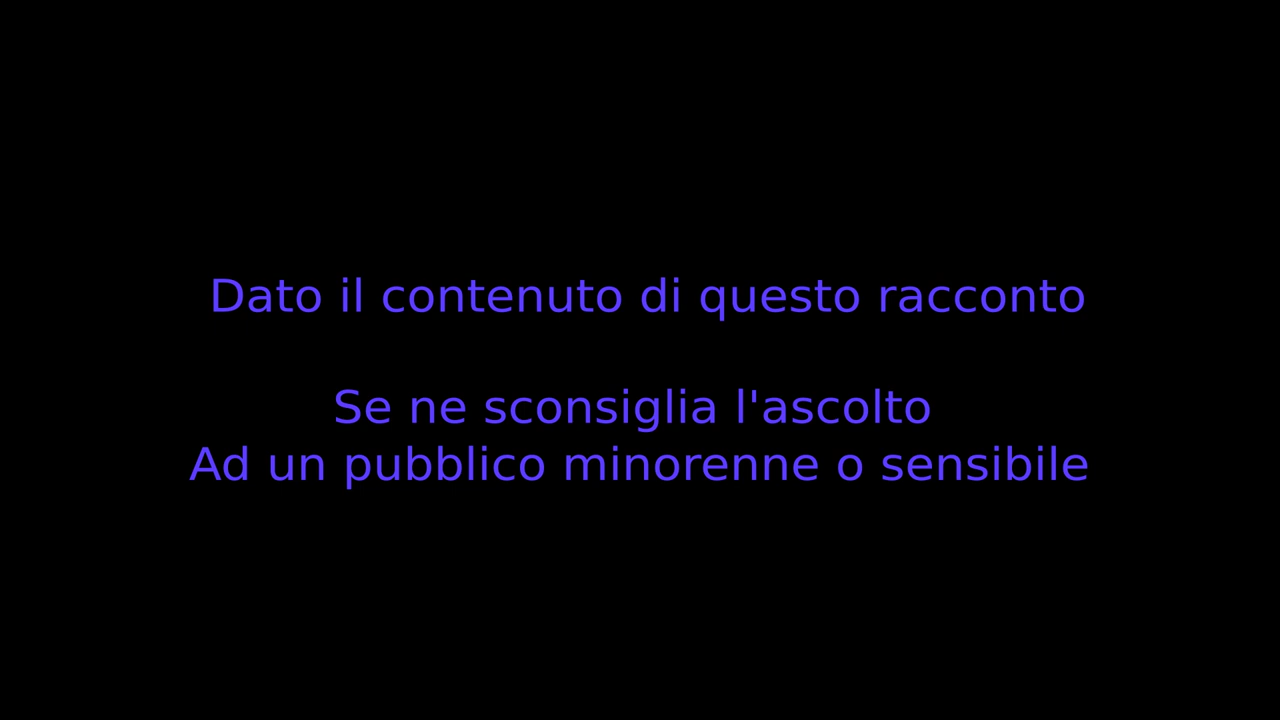 Dato il contenuto di questo racconto
Se ne sconsiglia l'ascolto
Ad un pubblico minorenne o sensibile